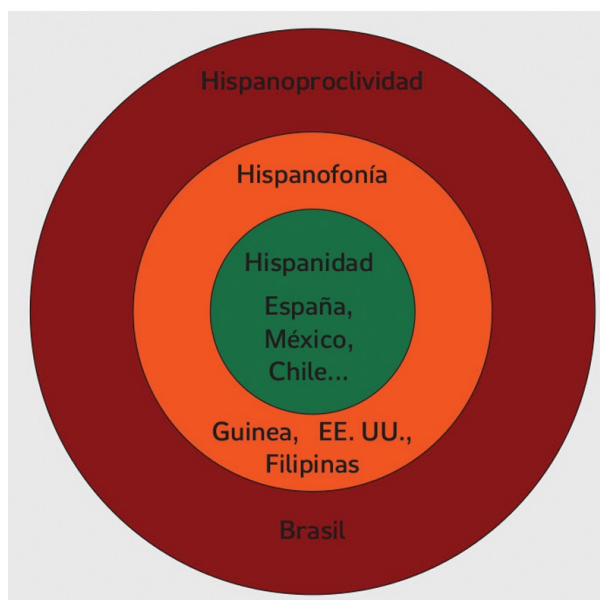 Hispanoproclividad
Hispanofonía
Hispanidad
España,
México,
Chile...
Guinea, EE. UU.,
Filipinas
Brasil